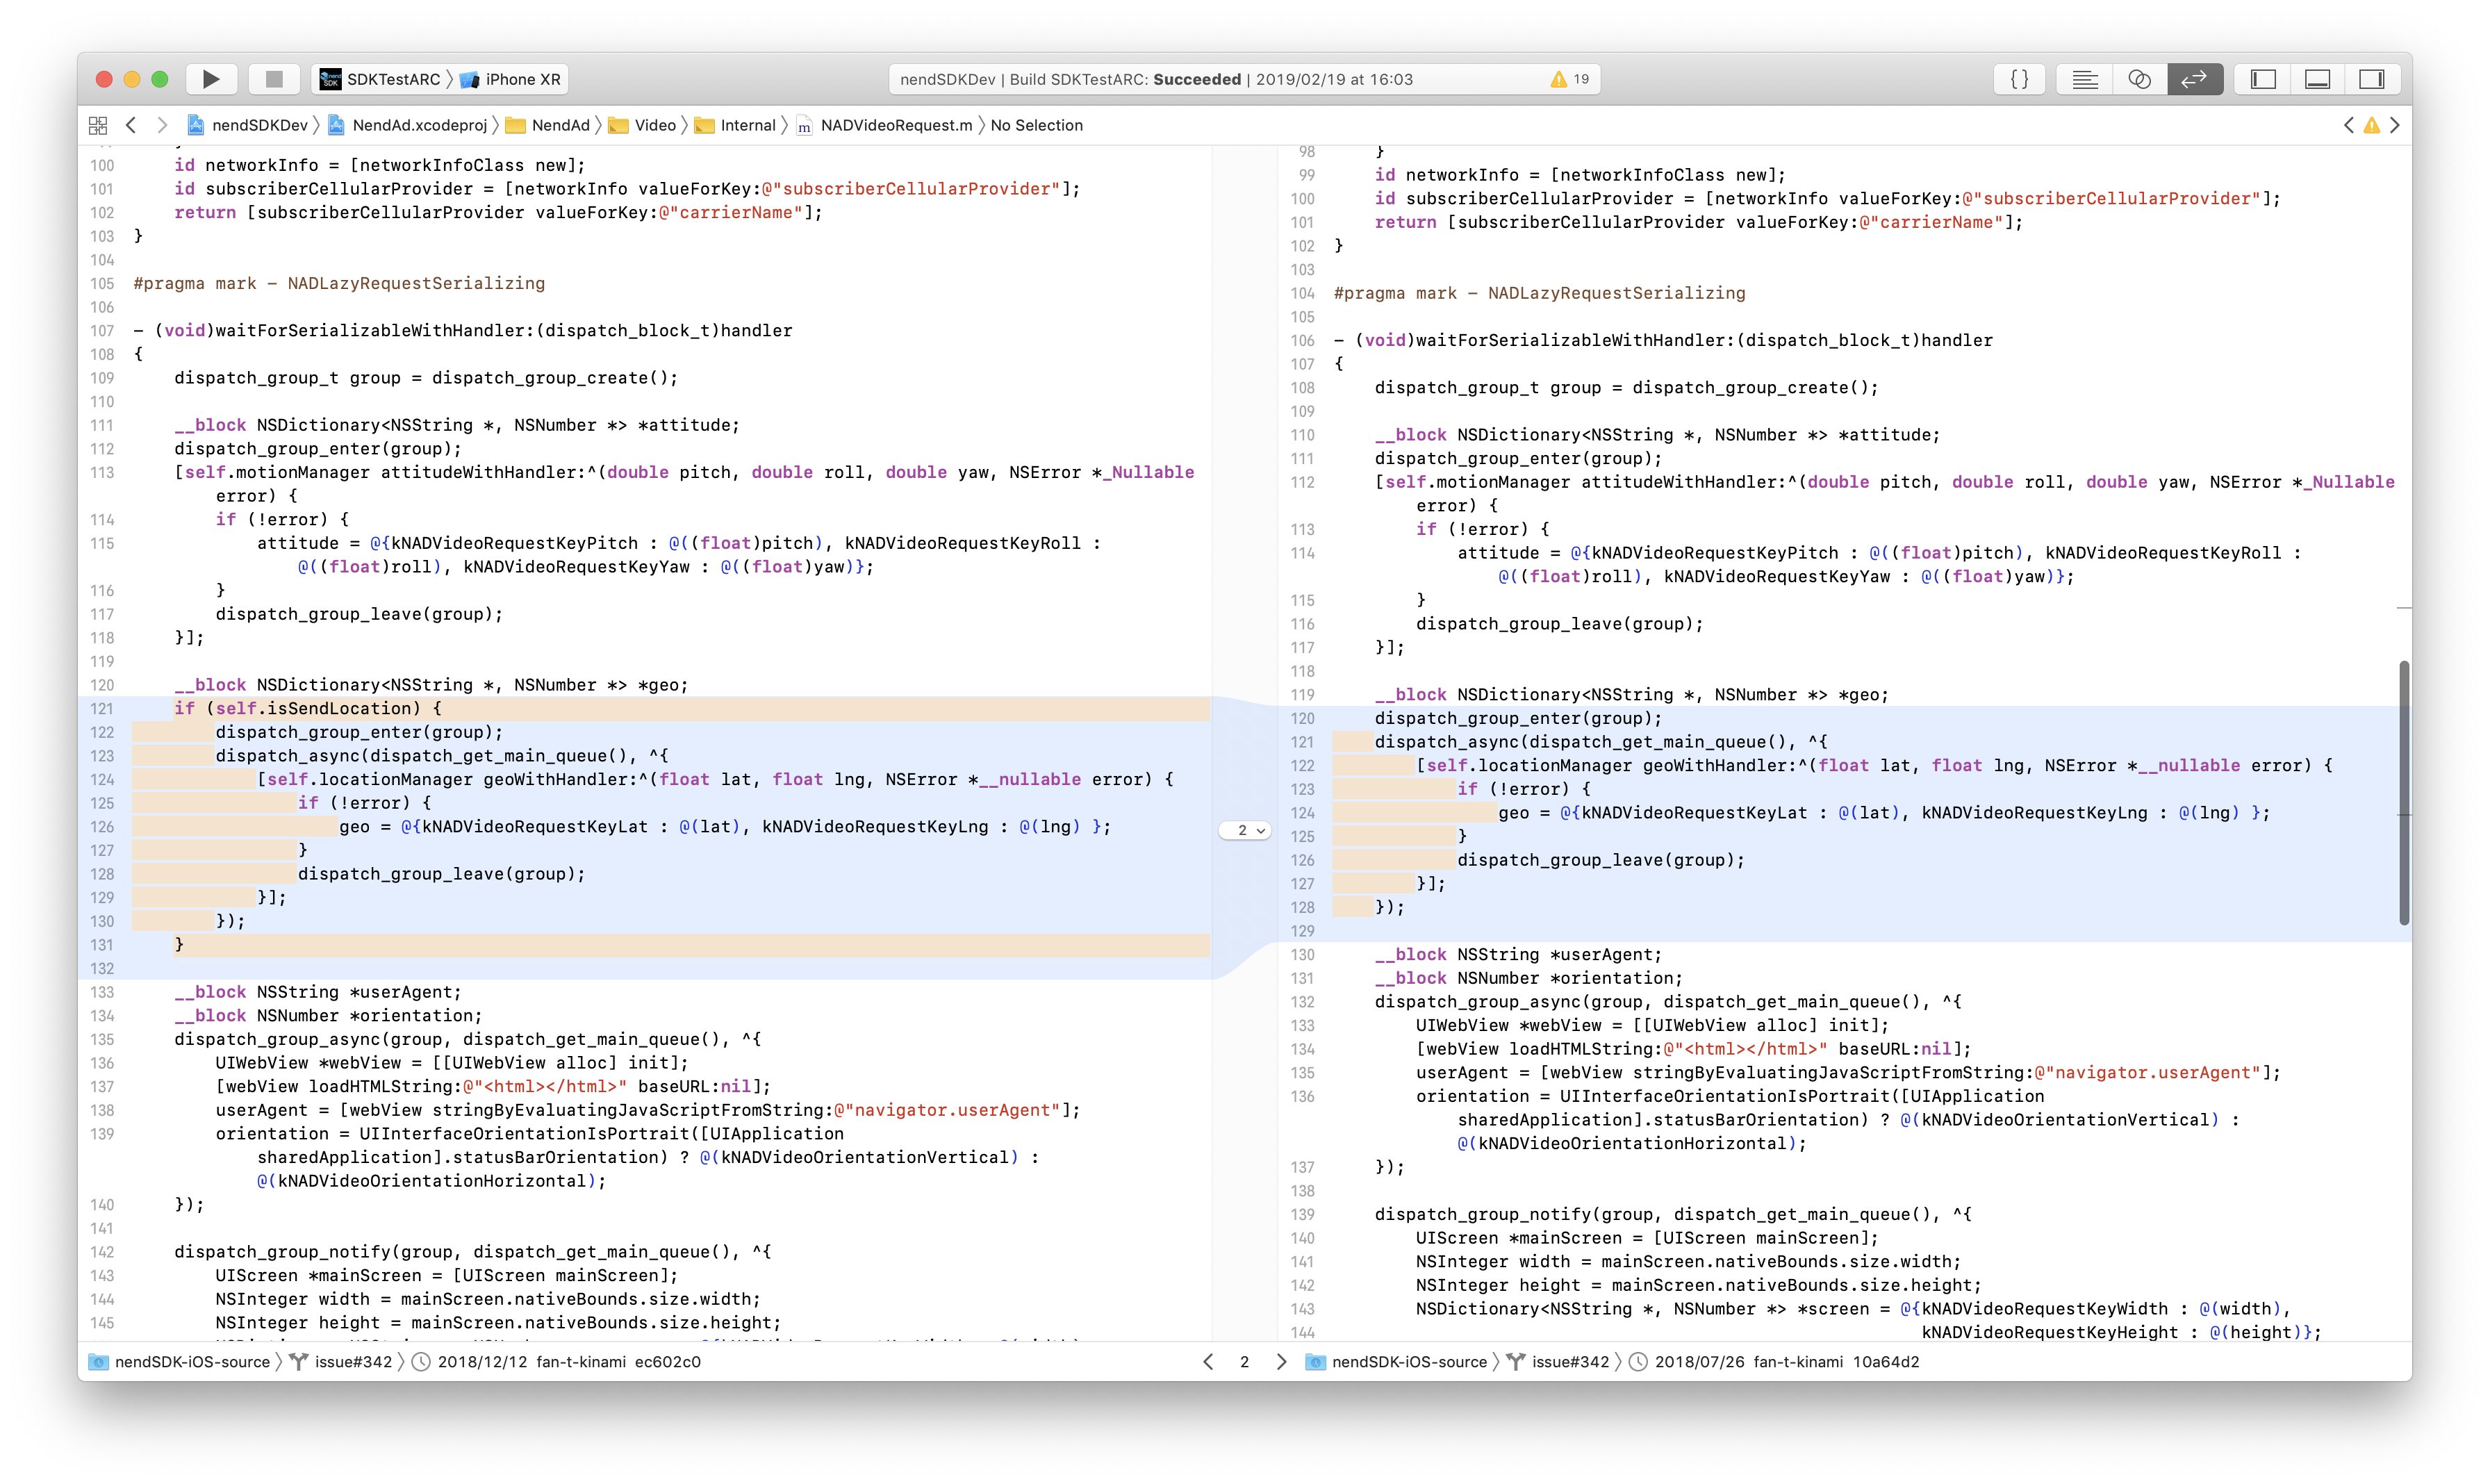 SDKTestARC 〉 iPhone XR
nendSDKDev | Build SDKTestARC: Succeeded | 2019/02/19 at 16:03
19
{ }
nendSDKDev 〉 NendAd.xcodeproj 〉 NendAd 〉 Video 〉 Internal 〉 m NADVideoRequest.m 〉 No Selection
100 id networkInfo = [networkInfoClass new];
101 id subscriberCellularProvider = [networkInfo valueForKey:@"subscriberCellularProvider"];
102 return [subscriberCellularProvider valueForKey:@"carrierName"];
103 }
104
105 #pragma mark - NADLazyRequestSerializing
106
107 - (void)waitForSerializableWithHandler:(dispatch_block_t)handler
108 {
109 dispatch_group_t group = dispatch_group_create();
110
111 __block NSDictionary<NSString *, NSNumber *> *attitude;
112 dispatch_group_enter(group);
113 [self.motionManager attitudeWithHandler:^(double pitch, double roll, double yaw, NSError *_Nullable
error) {
114 if (!error) {
115 attitude = @{kNADVideoRequestKeyPitch : @((float)pitch), kNADVideoRequestKeyRoll :
@((float)roll), kNADVideoRequestKeyYaw : @((float)yaw)};
116 }
117 dispatch_group_leave(group);
118 }];
119
120 __block NSDictionary<NSString *, NSNumber *> *geo;
121 if (self.isSendLocation) {
122 dispatch_group_enter(group);
123 dispatch_async(dispatch_get_main_queue(), ^{
124 [self.locationManager geoWithHandler:^(float lat, float lng, NSError *__nullable error) {
125 if (!error) {
126 geo = @{kNADVideoRequestKeyLat : @(lat), kNADVideoRequestKeyLng : @(lng) };
127 }
128 dispatch_group_leave(group);
129 }];
130 });
131 }
132
133 __block NSString *userAgent;
134 __block NSNumber *orientation;
135 dispatch_group_async(group, dispatch_get_main_queue(), ^{
136 UIWebView *webView = [[UIWebView alloc] init];
137 [webView loadHTMLString:@"<html></html>" baseURL:nil];
138 userAgent = [webView stringByEvaluatingJavaScriptFromString:@"navigator.userAgent"];
139 orientation = UIInterfaceOrientationIsPortrait([UIApplication
sharedApplication].statusBarOrientation) ? @(kNADVideoOrientationVertical) :
@(kNADVideoOrientationHorizontal);
140 });
141
142 dispatch_group_notify(group, dispatch_get_main_queue(), ^{
143 UIScreen *mainScreen = [UIScreen mainScreen];
144 NSInteger width = mainScreen.nativeBounds.size.width;
145 NSInteger height = mainScreen.nativeBounds.size.height;
2
98 }
99 id networkInfo = [networkInfoClass new];
100 id subscriberCellularProvider = [networkInfo valueForKey:@"subscriberCellularProvider"];
101 return [subscriberCellularProvider valueForKey:@"carrierName"];
102 }
103
104 #pragma mark - NADLazyRequestSerializing
105
106 - (void)waitForSerializableWithHandler:(dispatch_block_t)handler
107 {
108 dispatch_group_t group = dispatch_group_create();
109
110 __block NSDictionary<NSString *, NSNumber *> *attitude;
111 dispatch_group_enter(group);
112 [self.motionManager attitudeWithHandler:^(double pitch, double roll, double yaw, NSError *_Nullable
error) {
113 if (!error) {
114 attitude = @{kNADVideoRequestKeyPitch : @((float)pitch), kNADVideoRequestKeyRoll :
@((float)roll), kNADVideoRequestKeyYaw : @((float)yaw)};
115 }
116 dispatch_group_leave(group);
117 }];
118
119 __block NSDictionary<NSString *, NSNumber *> *geo;
120 dispatch_group_enter(group);
121 dispatch_async(dispatch_get_main_queue(), ^{
122 [self.locationManager geoWithHandler:^(float lat, float lng, NSError *__nullable error) {
123 if (!error) {
124 geo = @{kNADVideoRequestKeyLat : @(lat), kNADVideoRequestKeyLng : @(lng) };
125 }
126 dispatch_group_leave(group);
127 }];
128 });
129
130 __block NSString *userAgent;
131 __block NSNumber *orientation;
132 dispatch_group_async(group, dispatch_get_main_queue(), ^{
133 UIWebView *webView = [[UIWebView alloc] init];
134 [webView loadHTMLString:@"<html></html>" baseURL:nil];
135 userAgent = [webView stringByEvaluatingJavaScriptFromString:@"navigator.userAgent"];
136 orientation = UIInterfaceOrientationIsPortrait([UIApplication
sharedApplication].statusBarOrientation) ? @(kNADVideoOrientationVertical) :
@(kNADVideoOrientationHorizontal);
137 });
138
139 dispatch_group_notify(group, dispatch_get_main_queue(), ^{
140 UIScreen *mainScreen = [UIScreen mainScreen];
141 NSInteger width = mainScreen.nativeBounds.size.width;
142 NSInteger height = mainScreen.nativeBounds.size.height;
143 NSDictionary<NSString *, NSNumber *> *screen = @{kNADVideoRequestKeyWidth : @(width),
144 kNADVideoRequestKeyHeight : @(height)};
nendSDK-iOS-source 〉 issue#342 〉 2018/12/12 fan-t-kinami ec602c0
2
nendSDK-iOS-source 〉 issue#342 〉 2018/07/26 fan-t-kinami 10a64d2